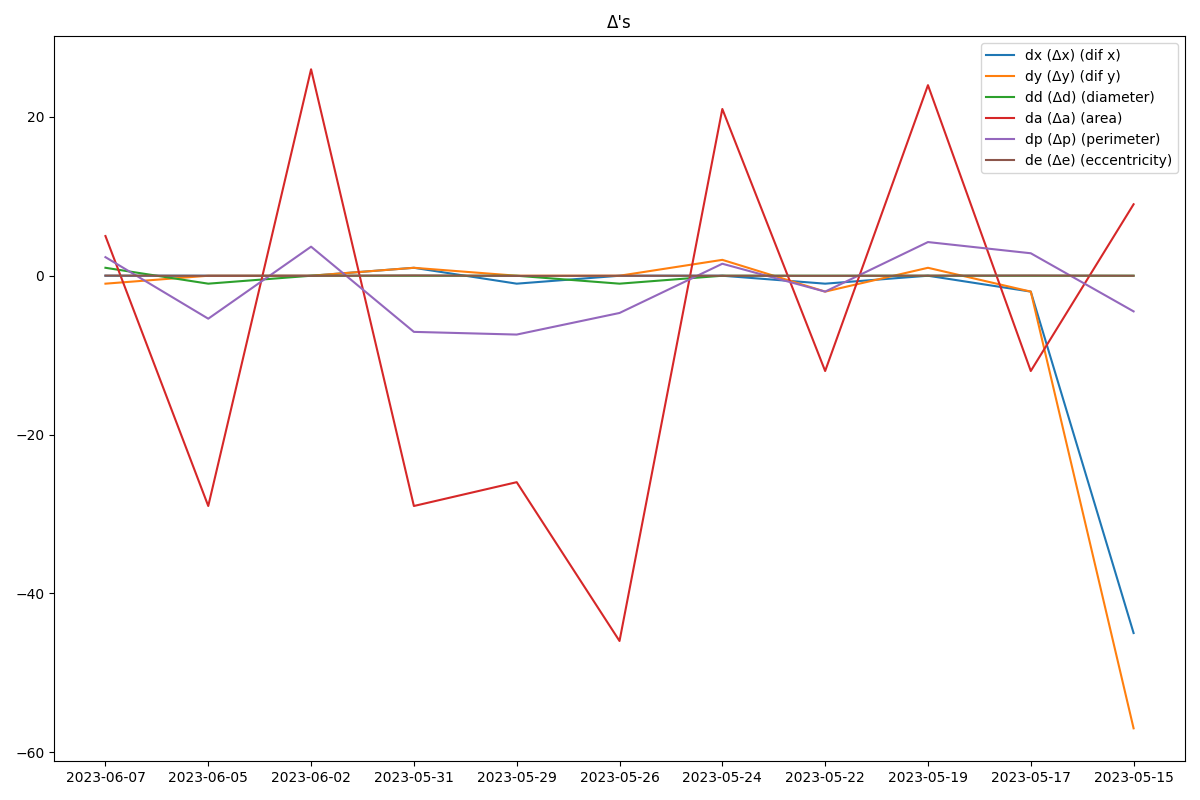 Δ's
dx (Δx) (dif x)
dy (Δy) (dif y)
dd (Δd) (diameter)
da (Δa) (area)
dp (Δp) (perimeter)
de (Δe) (eccentricity)
20
0
−20
−40
−60
2023-06-07 2023-06-05 2023-06-02 2023-05-31 2023-05-29 2023-05-26 2023-05-24 2023-05-22 2023-05-19 2023-05-17 2023-05-15